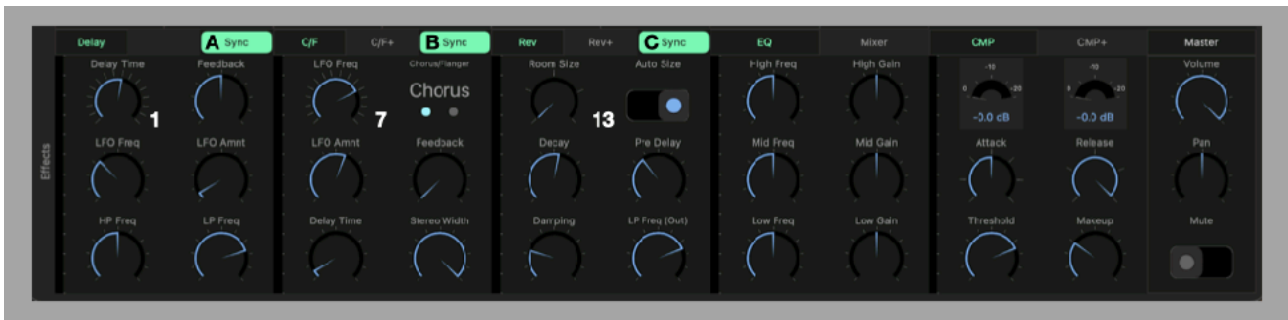 Delay A Sync C/F C/F+ B Sync Rev Rev+ C Sync EQ Mixer CMP CMP+ Master
Delay Time Feedback LFO Freq Chorus/Flanger Room Size Auto Size High Freq High Gain Volume
-10 -10
Chorus
0 -20 0 -20
1 7 13
-0.0 dB -0.0 dB
LFO Freq LFO Amnt LFO Amnt Feedback Decay Pre Delay Mid Freq Mid Gain Attack Release Pan
Effects
HP Freq LP Freq Delay Time Stereo Width Damping LP Freq (Out) Low Freq Low Gain Threshold Makeup Mute